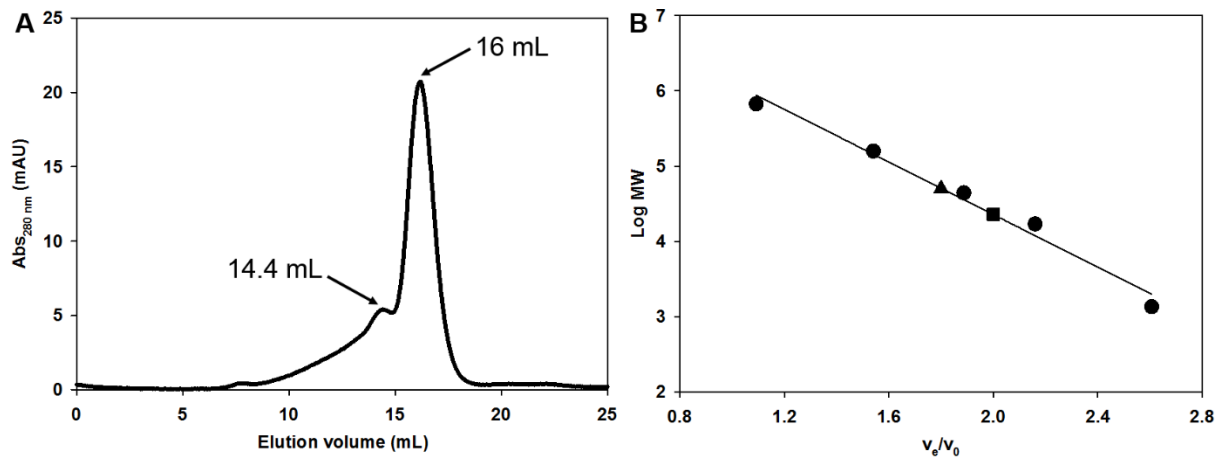 A
25
20
15
10
5
0
Abs280 nm (mAU)
16 mL
14.4 mL
0 5 10 15 20 25
Elution volume (mL)
B
7
6
5
4
3
2
Log MW
0.8 1.2 1.6 2.0 2.4 2.8
ve/v0